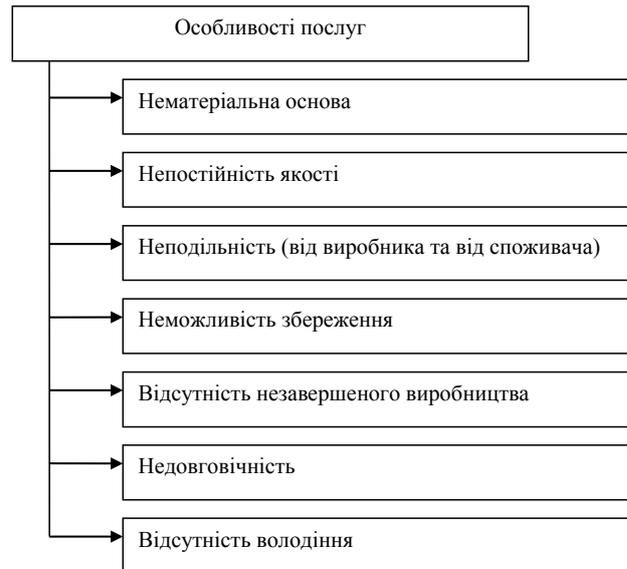 Особливості послуг
Нематеріальна основа
Непостійність якості
Неподільність (від виробника та від споживача)
Неможливість збереження
Відсутність незавершеного виробництва
Недовговічність
Відсутність володіння